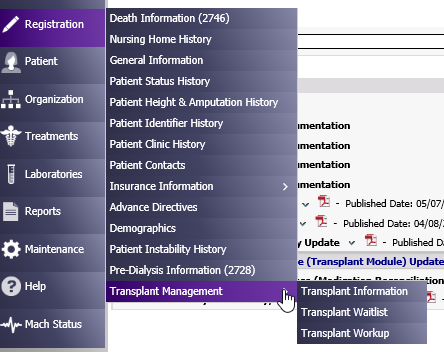 Registration
Patient
Organization
Treatments
Laboratories
Reports
Maintenance
Help
Mach Status
Death Information (2746)
Nursing Home History
General Information
Patient Status History
Patient Height & Amputation History
Patient Identifier History
Patient Clinic History
Patient Contacts
Insurance Information
Advance Directives
Demographics
Patient Instability History
Pre-Dialysis Information (2728)
Transplant Management
Transplant Information
Transplant Waitlist
Transplant Workup
umentation
umentation
umentation
umentation
- Published Date: 05/07/
- Published Date: 04/08/
y Update - Published D
e (Transplant Module) Update